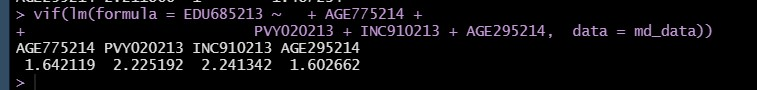 > vif(lm(formula = EDU685213 ~   + AGE775214 +
+                         PVY020213 + INC910213 + AGE295214,  data = md_data))
AGE775214 PVY020213 INC910213 AGE295214
 1.642119  2.225192  2.241342  1.602662
>